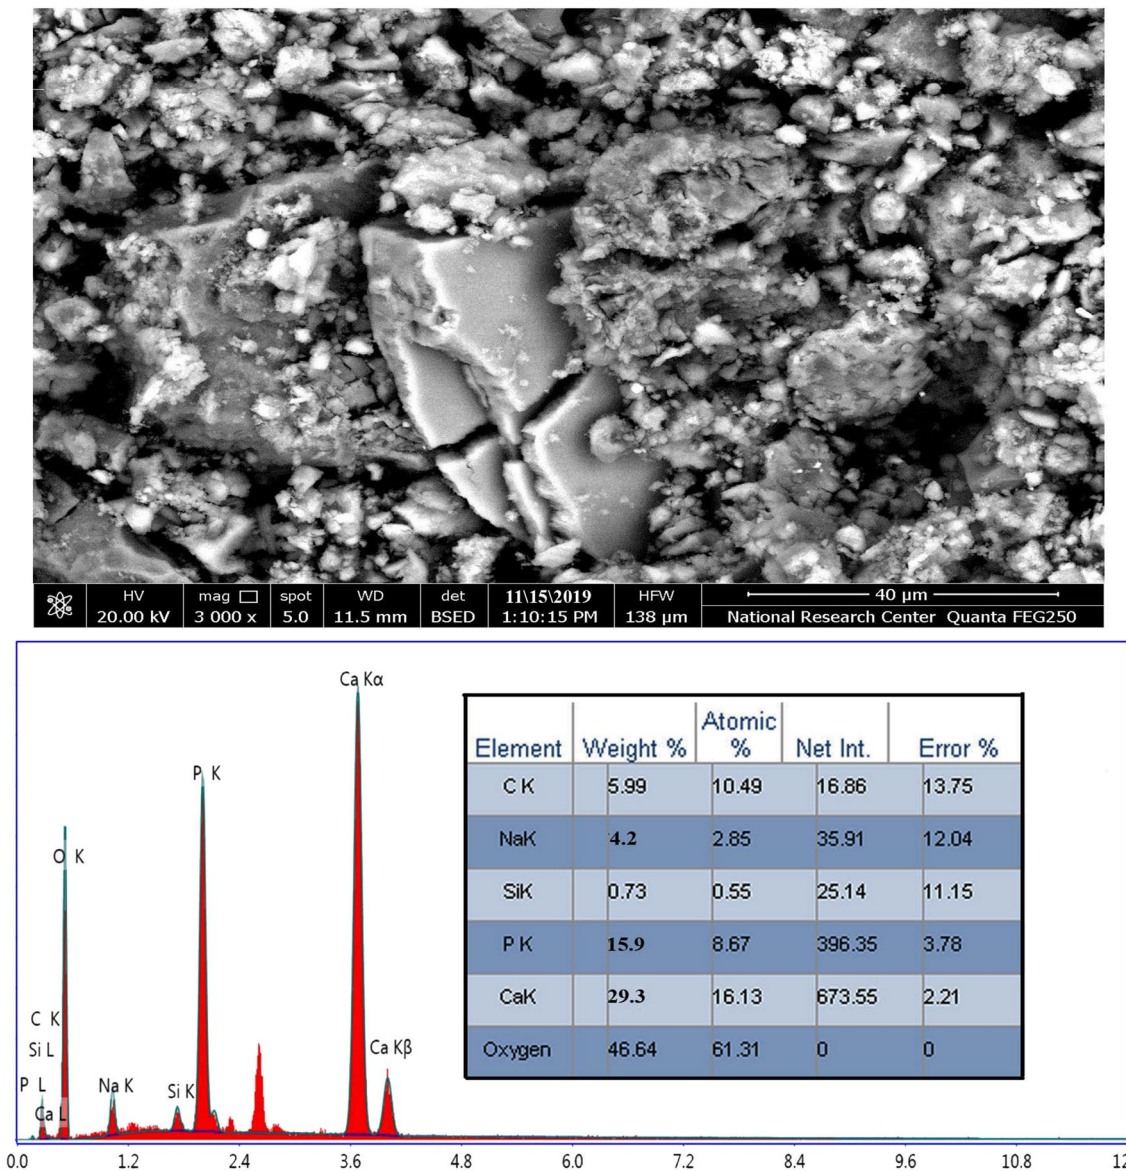 HV mag spot WD det 11\15\2019 HFW 40 µm
20.00 kV 3 000 x 5.0 11.5 mm BSED 1:10:15 PM 138 µm National Research Center Quanta FEG250
Ca Kα
P K
O K
C K
Si L
P L
Ca L
Na K
Si K
Ca Kβ
Element Weight % Atomic % Net Int. Error %
C K 5.99 10.49 16.86 13.75
NaK 4.2 2.85 35.91 12.04
SiK 0.73 0.55 25.14 11.15
P K 15.9 8.67 396.35 3.78
CaK 29.3 16.13 673.55 2.21
Oxygen 46.64 61.31 0 0
0.0 1.2 2.4 3.6 4.8 6.0 7.2 8.4 9.6 10.8 12